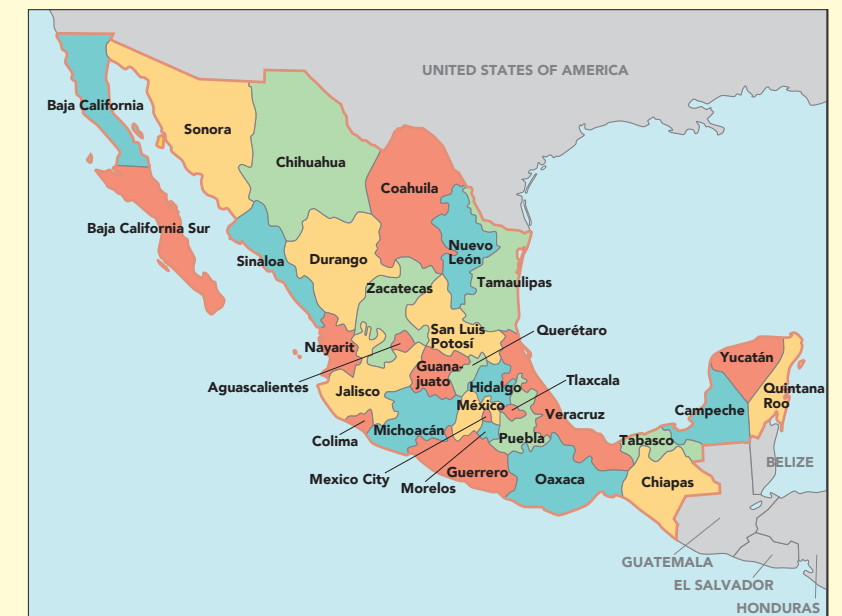 UNITED STATES OF AMERICA
Baja California
Sonora
Chihuahua
Coahuila
Baja California Sur
Sinaloa
Durango
Nuevo
León
Zacatecas
Tamaulipas
San Luis
Potosí
Querétaro
Nayarit
Guana-
juato
Aguascalientes
Hidalgo
Tlaxcala
Jalisco
México
Veracruz
Colima
Michoacán
Puebla
Mexico City
Morelos
Guerrero
Oaxaca
Tabasco
Chiapas
Campeche
Yucatán
Quintana
Roo
BELIZE
GUATEMALA
EL SALVADOR
HONDURAS